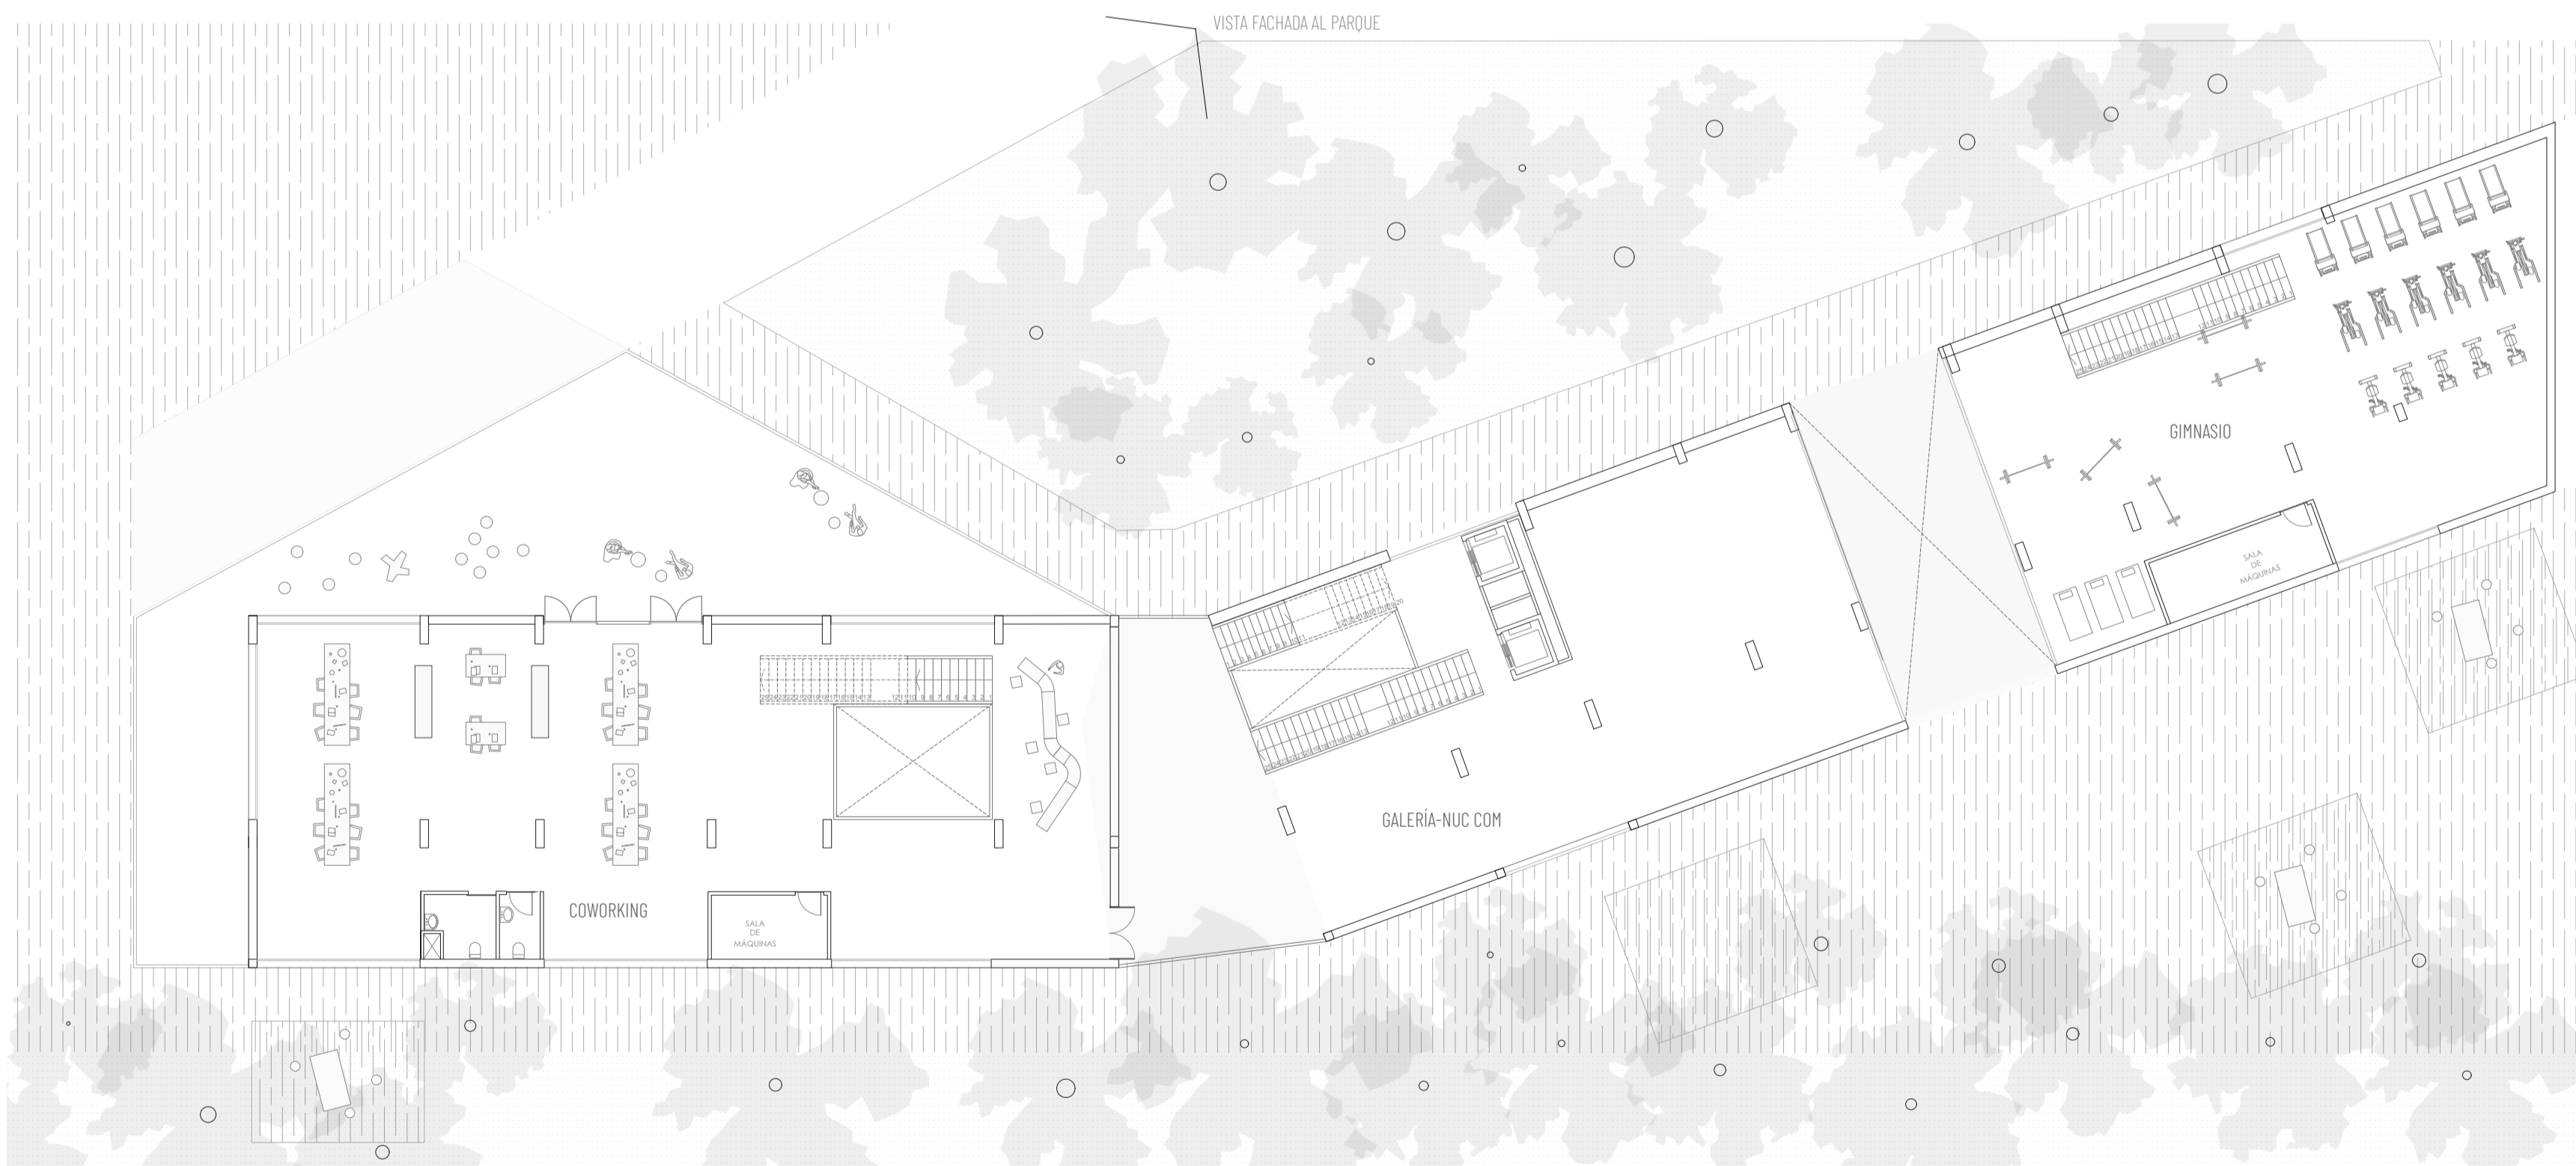 VISTA FACHADA AL PARQUE
GIMNASIO
SALA
DE
MÁQUINAS
GALERÍA-NUC COM
COWORKING
SALA
DE
MÁQUINAS